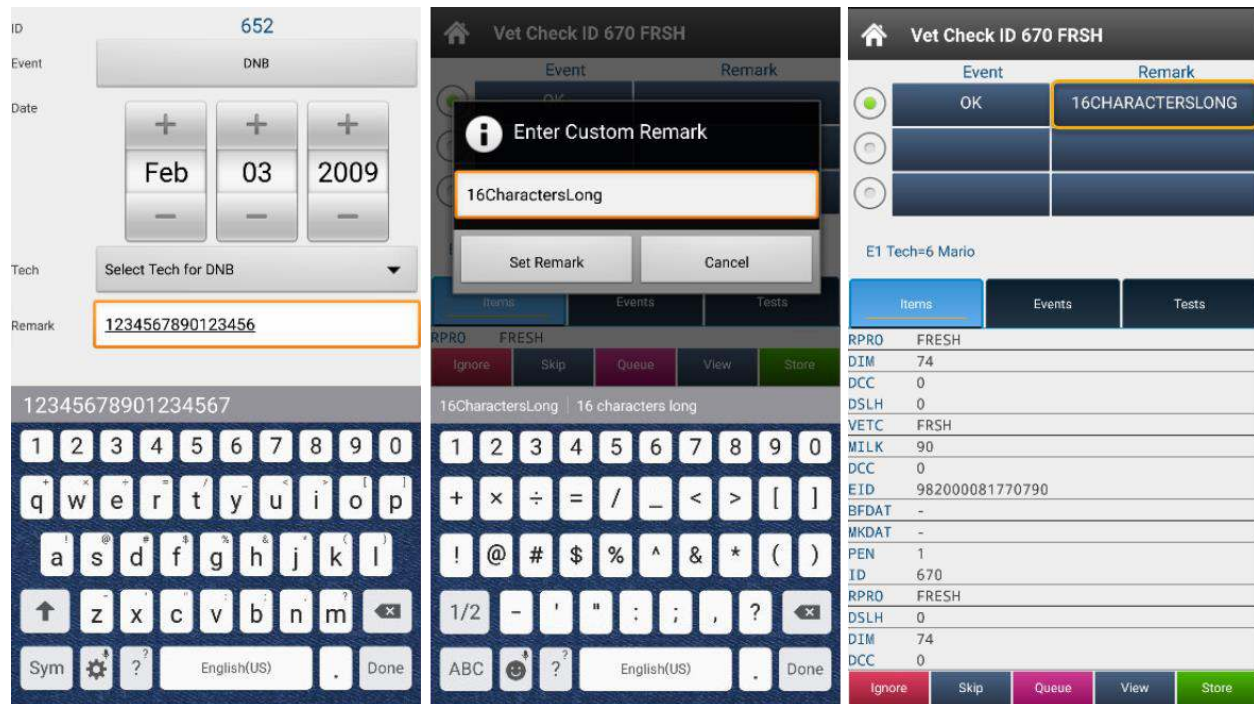 ID 652
Event DNB
Date
+ + +
Feb 03 2009
— — —
Tech Select Tech for DNB
Remark 1234567890123456
12345678901234567
1 2 3 4 5 6 7 8 9 0
+ × ÷ = / _ < > [ ]
q w e r t y u i o p
! @ # $ % ^ & * ( )
a s d f g h j k l
- ' " : ; , ?
z x c v b n m
Sym ? English(US) . Done
Vet Check ID 670 FRSH
Event Remark
OK
Enter Custom Remark
16CharactersLong
Set Remark Cancel
Items Events Tests
RPRO FRESH
Ignore Skip Queue View Store
16CharactersLong 16 characters long
1 2 3 4 5 6 7 8 9 0
+ × ÷ = / _ < > [ ]
! @ # $ % ^ & * ( )
1/2 - ' " : ; , ?
ABC ? English(US) . Done
Vet Check ID 670 FRSH
Event Remark
OK 16CHARACTERSLONG
E1 Tech=6 Mario
Items Events Tests
RPRO FRESH
DIM 74
DCC 0
DSLH 0
VETC FRSH
MILK 90
DCC 0
EID 982000081770790
BFDAT -
MKDAT -
PEN 1
ID 670
RPRO FRESH
DSLH 0
DIM 74
DCC 0
Ignore Skip Queue View Store